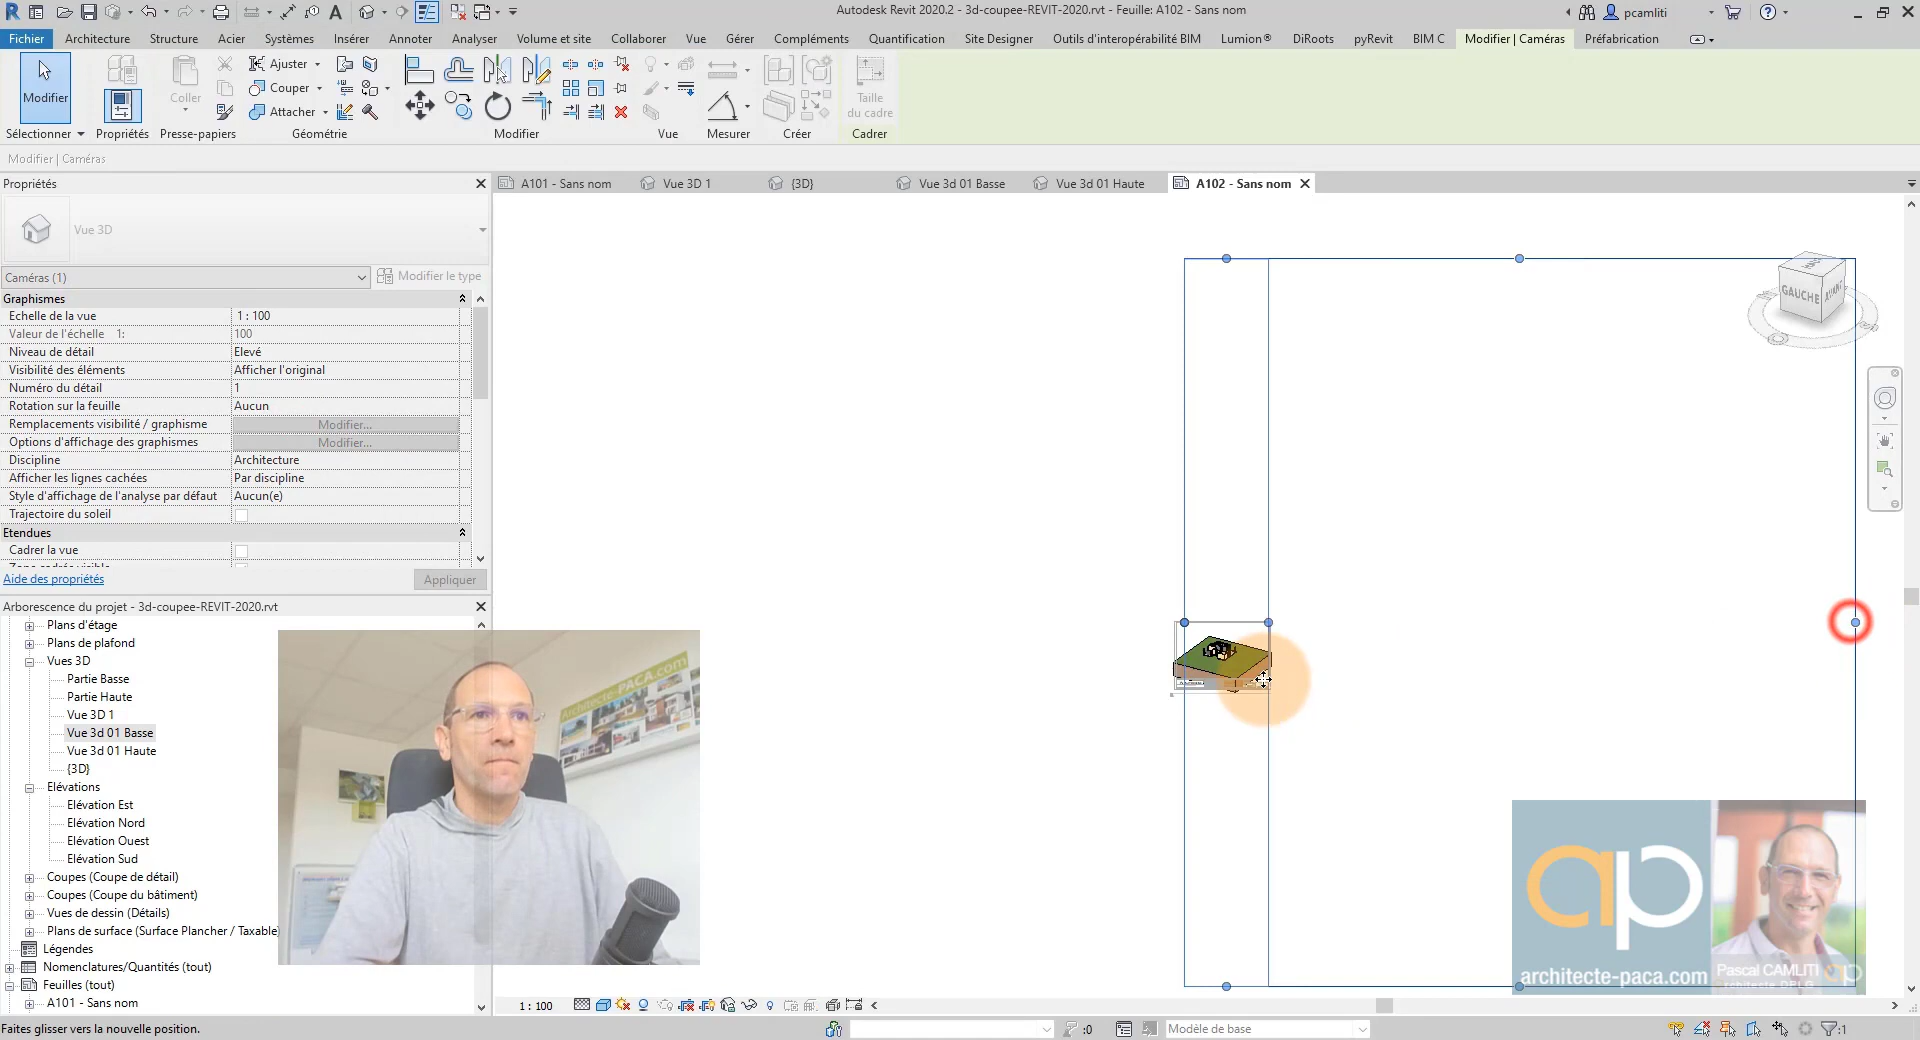 Autodesk Revit 2020.2 - 3d-coupee-REVIT-2020.rvt - Feuille: A102 - Sans nom
pcamliti
Fichier Architecture Structure Acier Systèmes Insérer Annoter Analyser Volume et site Collaborer Vue Gérer Compléments Quantification Site Designer Outils d'interopérabilité BIM Lumion® DiRoots pyRevit BIM C Modifier | Caméras Préfabrication
Modifier
Coller
Ajuster
Couper
Attacher
Taille
du cadre
Sélectionner Propriétés Presse-papiers Géométrie Modifier Vue Mesurer Créer Cadrer
Modifier | Caméras
Propriétés
A101 - Sans nom Vue 3D 1 {3D} Vue 3d 01 Basse Vue 3d 01 Haute A102 - Sans nom
Vue 3D
Caméras (1) Modifier le type
Graphismes
Echelle de la vue 1 : 100
Valeur de l'échelle 1: 100
Niveau de détail Elevé
Visibilité des éléments Afficher l'original
Numéro du détail 1
Rotation sur la feuille Aucun
Remplacements visibilité / graphisme Modifier...
Options d'affichage des graphismes Modifier...
Discipline Architecture
Afficher les lignes cachées Par discipline
Style d'affichage de l'analyse par défaut Aucun(e)
Trajectoire du soleil
Etendues
Cadrer la vue
Aide des propriétés Appliquer
Arborescence du projet - 3d-coupee-REVIT-2020.rvt
Plans d'étage
Plans de plafond
Vues 3D
Partie Basse
Partie Haute
Vue 3D 1
Vue 3d 01 Basse
Vue 3d 01 Haute
{3D}
Elévations
Elévation Est
Elévation Nord
Elévation Ouest
Elévation Sud
Coupes (Coupe de détail)
Coupes (Coupe du bâtiment)
Vues de dessin (Détails)
Plans de surface (Surface Plancher / Taxable)
Légendes
Nomenclatures/Quantités (tout)
Feuilles (tout)
A101 - Sans nom
GAUCHE
Architecte-PACA.com
ap
architecte-paca.com
Pascal CAMLITI
1 : 100
Faites glisser vers la nouvelle position.
:0
Modèle de base
:1